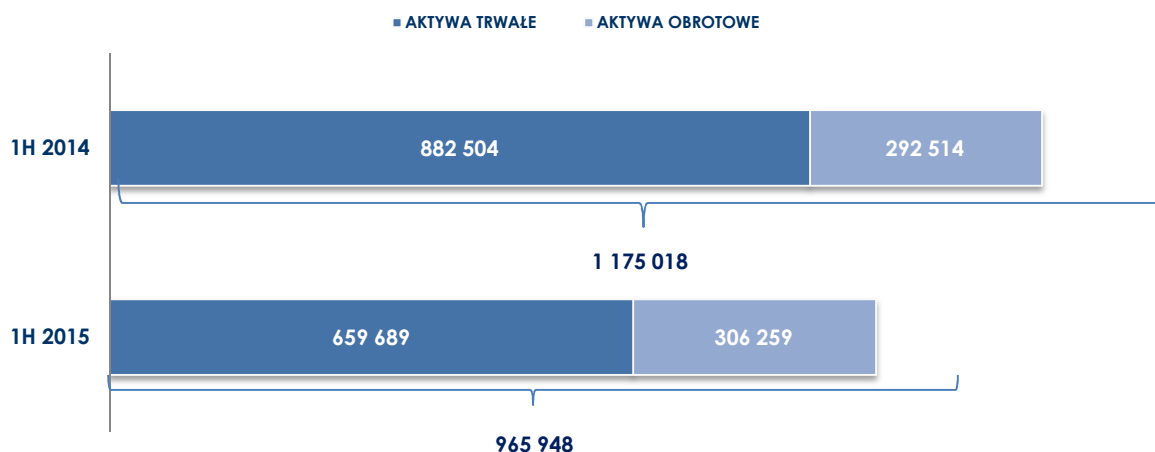 AKTYWA TRWAŁE AKTYWA OBROTOWE
1H 2014 882 504 292 514
1 175 018
1H 2015 659 689 306 259
965 948